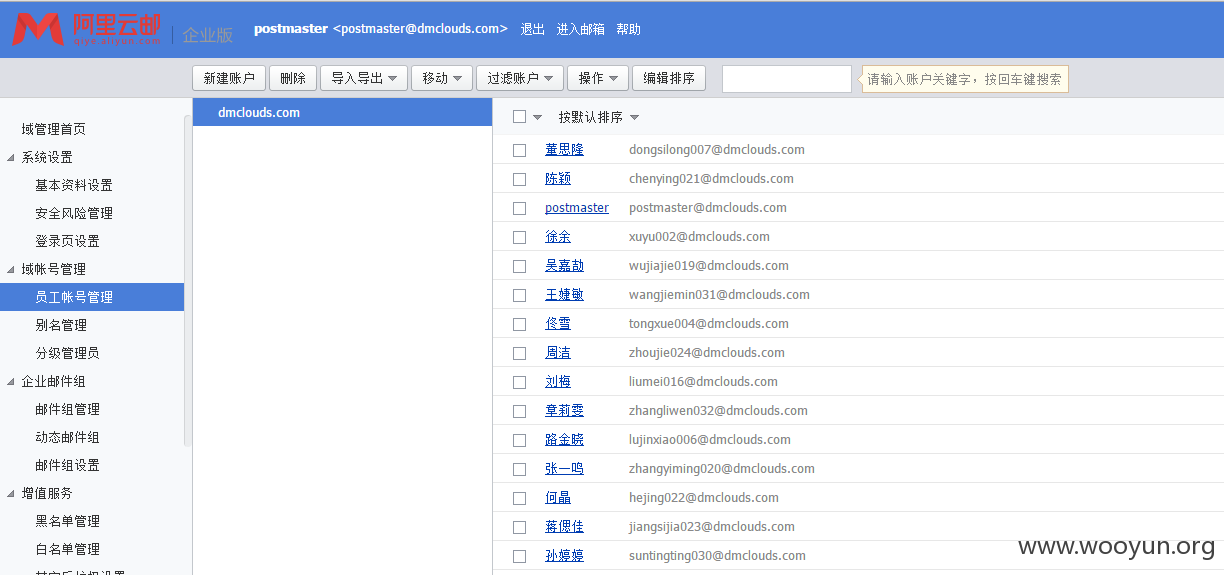 阿里云邮 企业版 postmaster <postmaster@dmclouds.com> 退出 进入邮箱 帮助
qiye.aliyun.com
新建账户 删除 导入导出 移动 过滤账户 操作 编辑排序 请输入账户关键字，按回车键搜索
域管理首页
系统设置
基本资料设置
安全风险管理
登录页设置
域帐号管理
员工帐号管理
别名管理
分级管理员
企业邮件组
邮件组管理
动态邮件组
邮件组设置
增值服务
黑名单管理
白名单管理
dmclouds.com
按默认排序
董思隆 dongsilong007@dmclouds.com
陈颖 chenying021@dmclouds.com
postmaster postmaster@dmclouds.com
徐余 xuyu002@dmclouds.com
吴嘉劼 wujiajie019@dmclouds.com
王婕敏 wangjiemin031@dmclouds.com
佟雪 tongxue004@dmclouds.com
周洁 zhoujie024@dmclouds.com
刘梅 liumei016@dmclouds.com
章莉雯 zhangliwen032@dmclouds.com
路金晓 lujinxiao006@dmclouds.com
张一鸣 zhangyiming020@dmclouds.com
何晶 hejing022@dmclouds.com
蒋偲佳 jiangsijia023@dmclouds.com
孙婷婷 suntingting030@dmclouds.com
www.wooyun.org